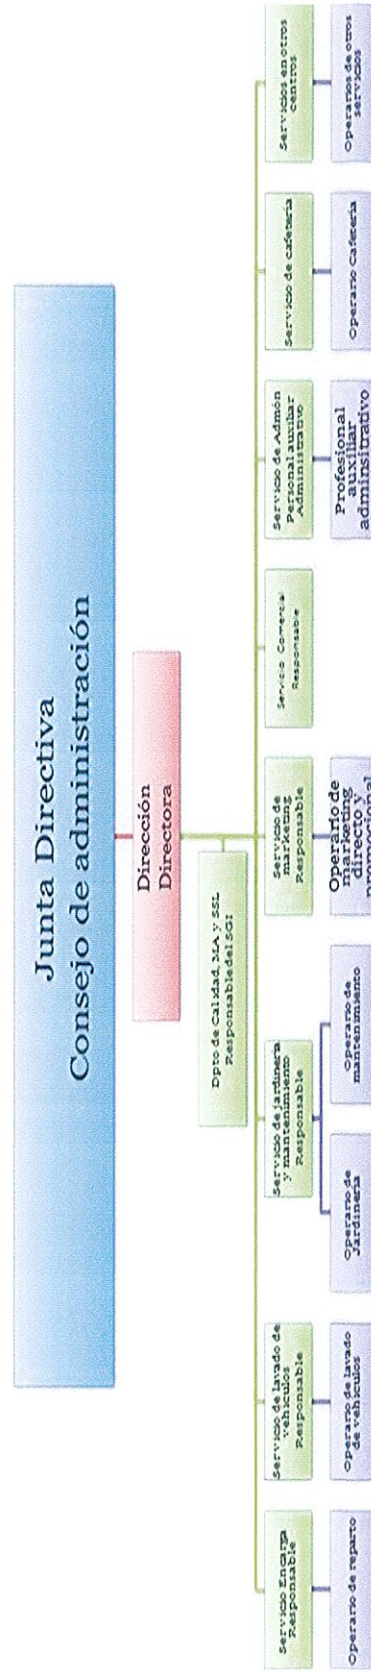 Junta Directiva
Consejo de administración
Dirección
Directora
Dpto de Calidad, MA y SSL
Responsable del SGI
Servicio Encarga
Responsable
Servicio de lavado de
vehículos
Responsable
Servicio de jardinería
y mantenimiento
Responsable
Servicio de
marketing
Responsable
Servicio Comercial
Responsable
Servicio de Admón
Personal auxiliar
Administrativo
Servicio de cafetería
Servicios en otros
centros
Operario de reparto
Operario de lavado
de vehículos
Operario de
Jardinería
Operario de
mantenimiento
Operario de
marketing
directo y
promocional
Profesional
auxiliar
adminsitrativo
Operario Cafetería
Operarios de otros
servicios